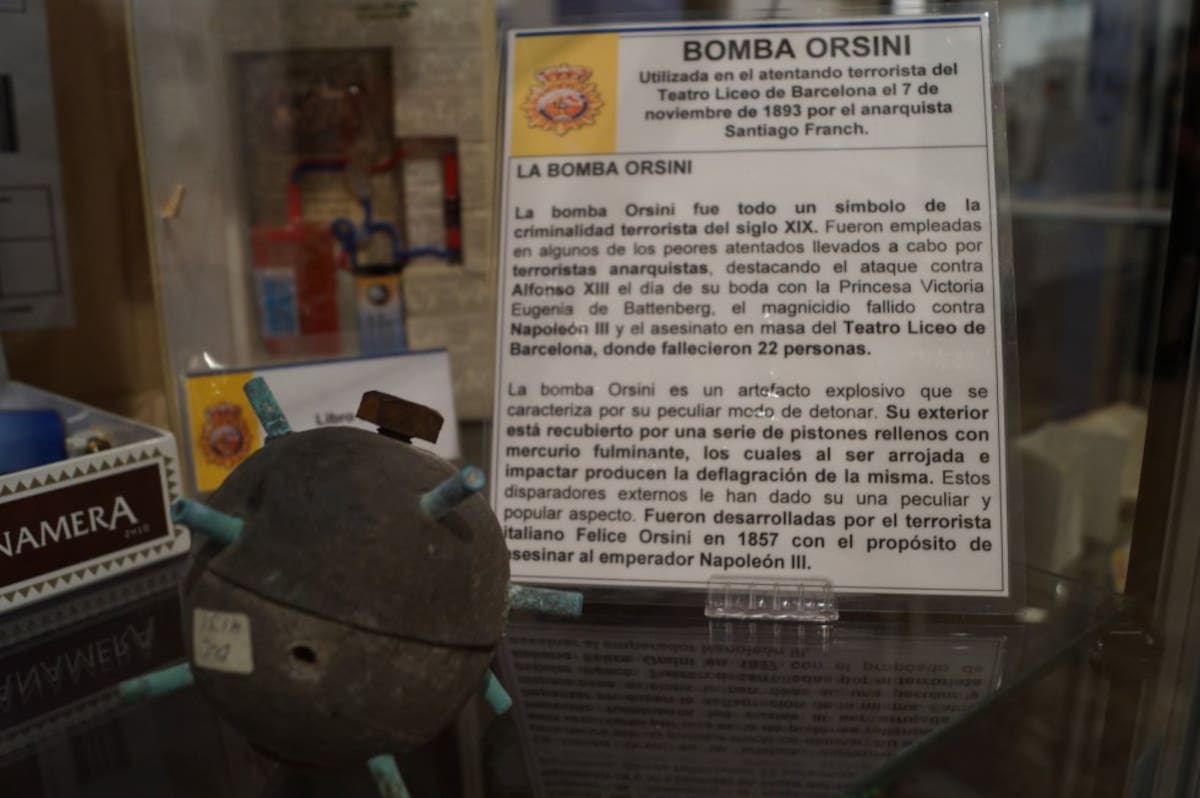 BOMBA ORSINI
Utilizada en el atentando terrorista del
Teatro Liceo de Barcelona el 7 de
noviembre de 1893 por el anarquista
Santiago Franch.
LA BOMBA ORSINI
La bomba Orsini fue todo un símbolo de la
criminalidad terrorista del siglo XIX. Fueron empleadas
en algunos de los peores atentados llevados a cabo por
terroristas anarquistas, destacando el ataque contra
Alfonso XIII el día de su boda con la Princesa Victoria
Eugenia de Battenberg, el magnicidio fallido contra
Napoleón III y el asesinato en masa del Teatro Liceo de
Barcelona, donde fallecieron 22 personas.
La bomba Orsini es un artefacto explosivo que se
caracteriza por su peculiar modo de detonar. Su exterior
está recubierto por una serie de pistones rellenos con
mercurio fulminante, los cuales al ser arrojada e
impactar producen la deflagración de la misma. Estos
disparadores externos le han dado su una peculiar y
popular aspecto. Fueron desarrolladas por el terrorista
italiano Felice Orsini en 1857 con el propósito de
asesinar al emperador Napoleón III.
Libro
NAMERA